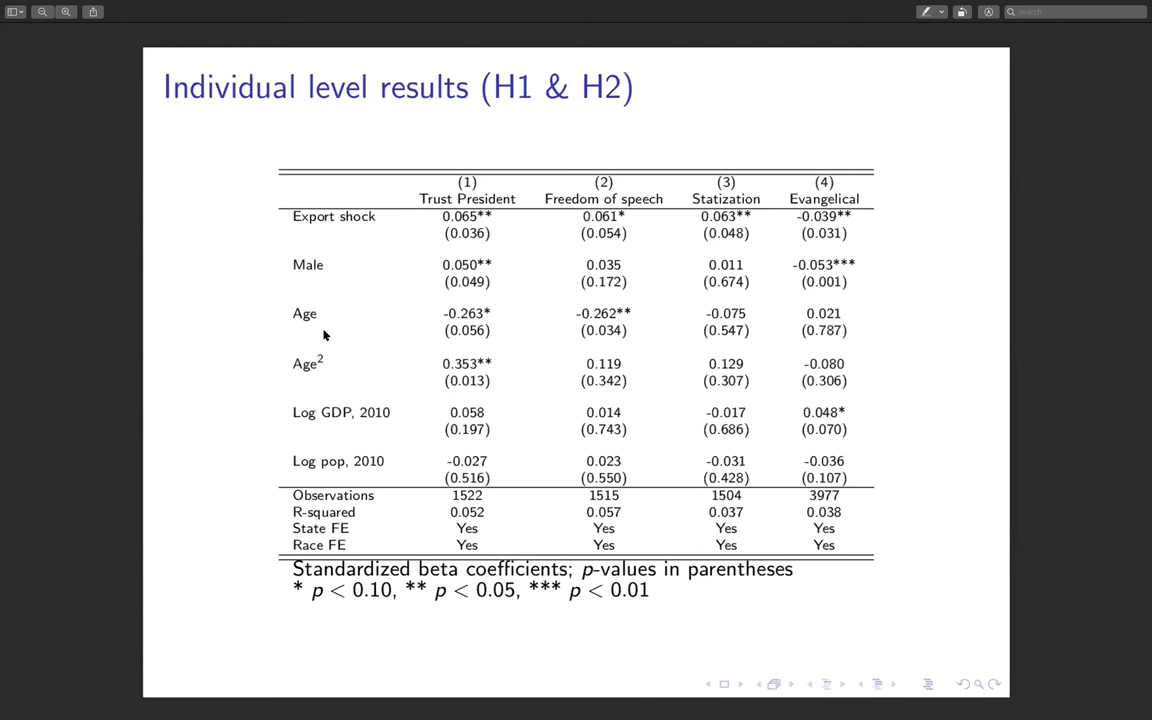 Search
Individual level results (H1 & H2)
(1) (2) (3) (4)
Trust President Freedom of speech Statization Evangelical
Export shock 0.065** 0.061* 0.063** -0.039**
(0.036) (0.054) (0.048) (0.031)
Male 0.050** 0.035 0.011 -0.053***
(0.049) (0.172) (0.674) (0.001)
Age -0.263* -0.262** -0.075 0.021
(0.056) (0.034) (0.547) (0.787)
Age² 0.353** 0.119 0.129 -0.080
(0.013) (0.342) (0.307) (0.306)
Log GDP, 2010 0.058 0.014 -0.017 0.048*
(0.197) (0.743) (0.686) (0.070)
Log pop, 2010 -0.027 0.023 -0.031 -0.036
(0.516) (0.550) (0.428) (0.107)
Observations 1522 1515 1504 3977
R-squared 0.052 0.057 0.037 0.038
State FE Yes Yes Yes Yes
Race FE Yes Yes Yes Yes
Standardized beta coefficients; p-values in parentheses
* p < 0.10, ** p < 0.05, *** p < 0.01